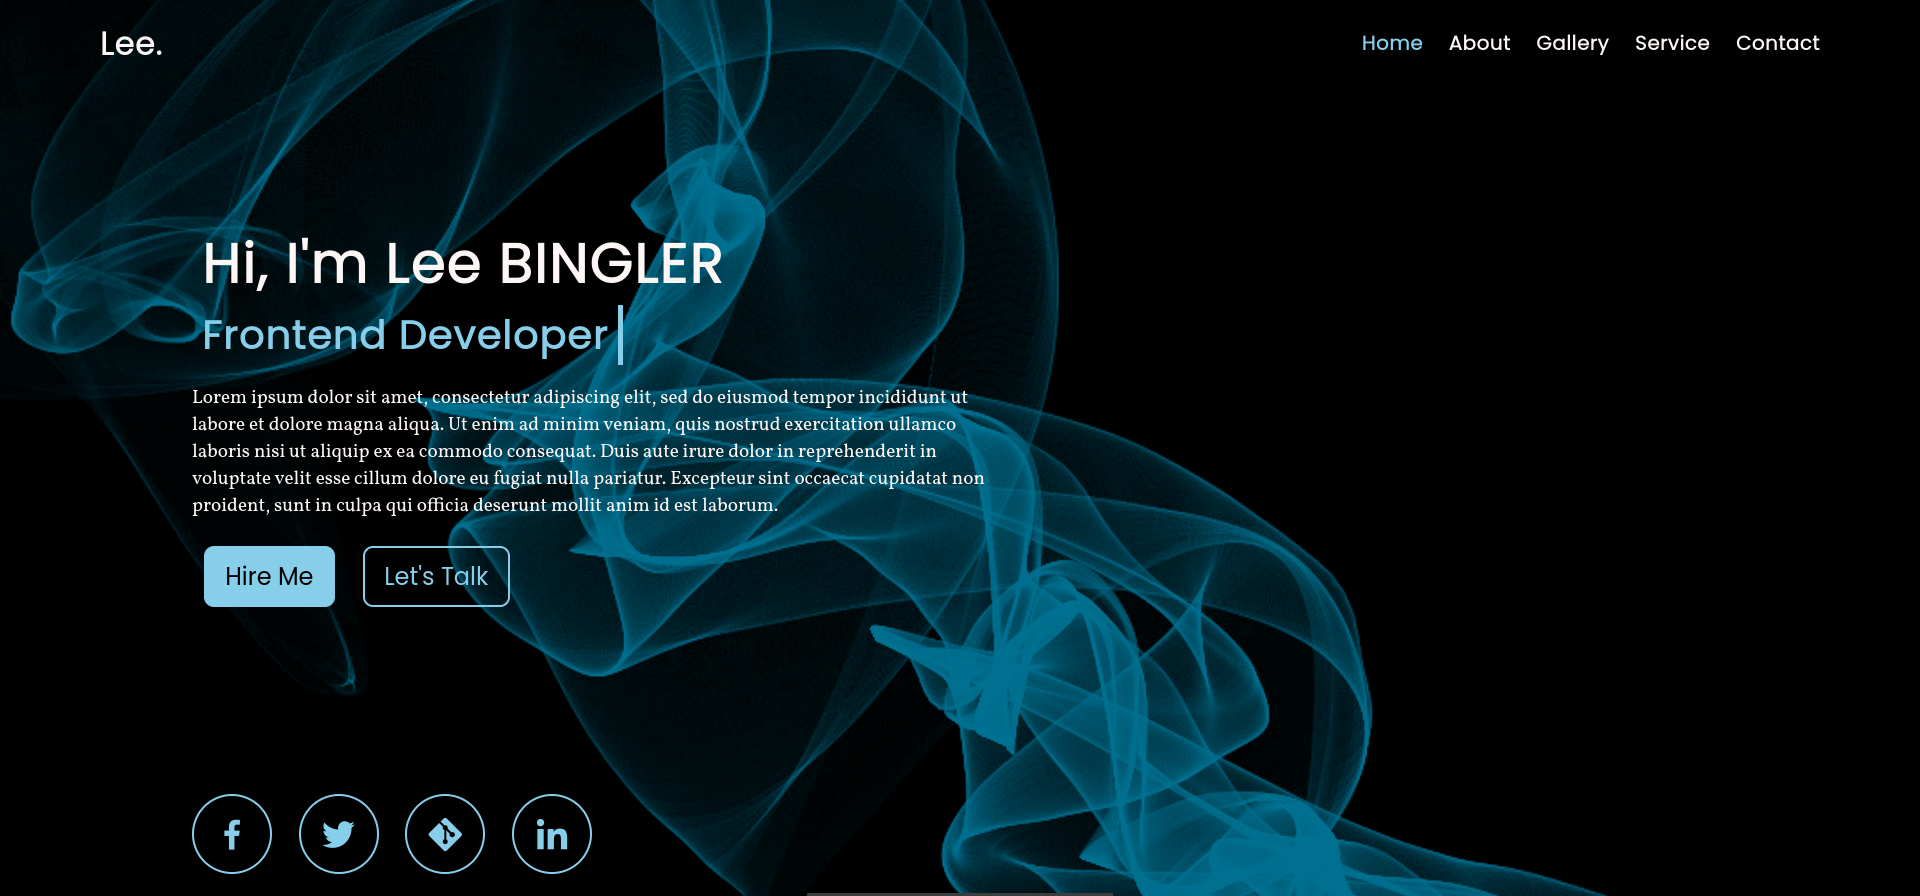 Lee.
Home About Gallery Service Contact
Hi, I'm Lee BINGLER
Frontend Developer
Lorem ipsum dolor sit amet, consectetur adipiscing elit, sed do eiusmod tempor incididunt ut
labore et dolore magna aliqua. Ut enim ad minim veniam, quis nostrud exercitation ullamco
laboris nisi ut aliquip ex ea commodo consequat. Duis aute irure dolor in reprehenderit in
voluptate velit esse cillum dolore eu fugiat nulla pariatur. Excepteur sint occaecat cupidatat non
proident, sunt in culpa qui officia deserunt mollit anim id est laborum.
Hire Me Let's Talk